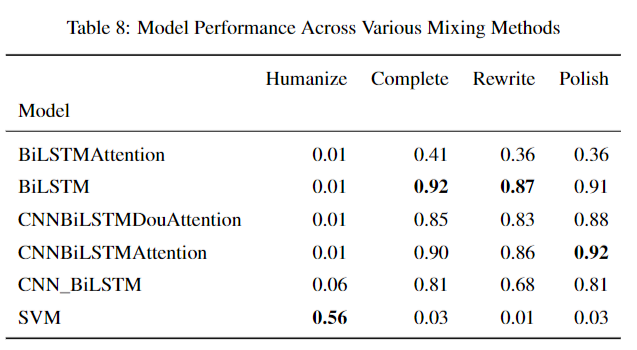 Table 8: Model Performance Across Various Mixing Methods
Humanize Complete Rewrite Polish
Model
BiLSTMAttention 0.01 0.41 0.36 0.36
BiLSTM 0.01 0.92 0.87 0.91
CNNBiLSTMDouAttention 0.01 0.85 0.83 0.88
CNNBiLSTMAttention 0.01 0.90 0.86 0.92
CNN_BiLSTM 0.06 0.81 0.68 0.81
SVM 0.56 0.03 0.01 0.03